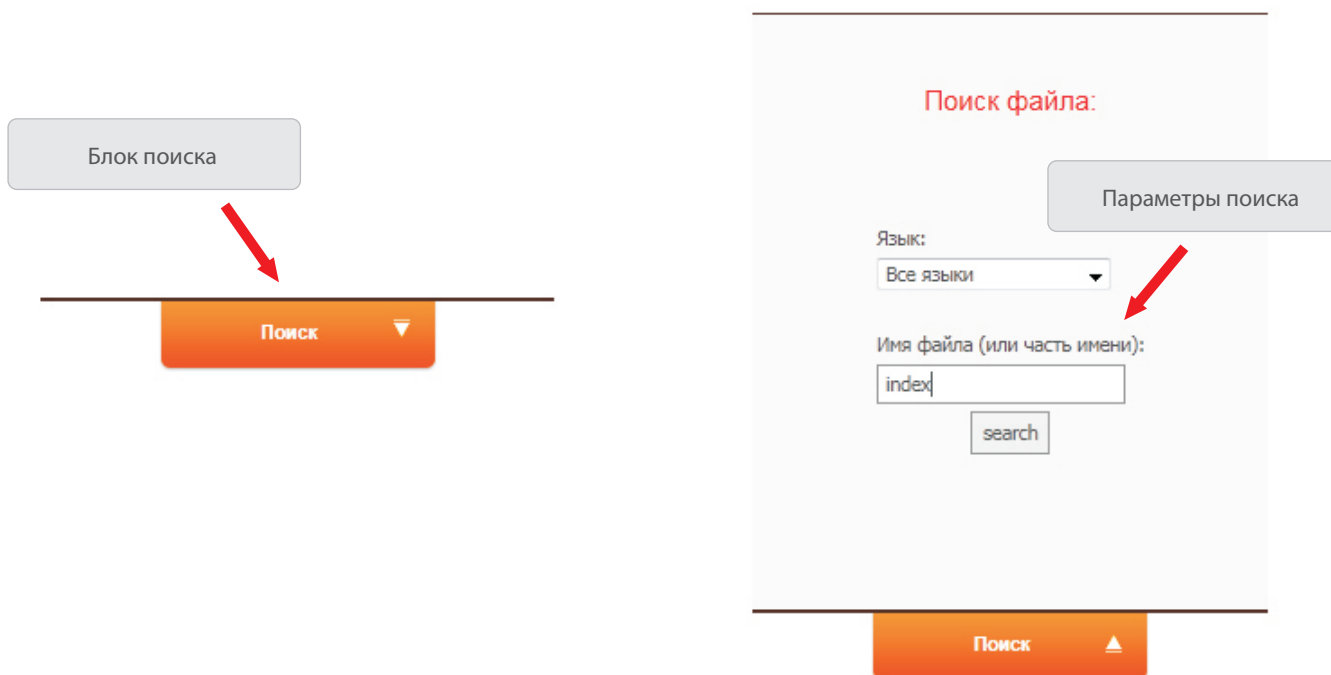 Блок поиска
Поиск
Поиск файла:
Параметры поиска
Язык:
Все языки
Имя файла (или часть имени):
index
search
Поиск